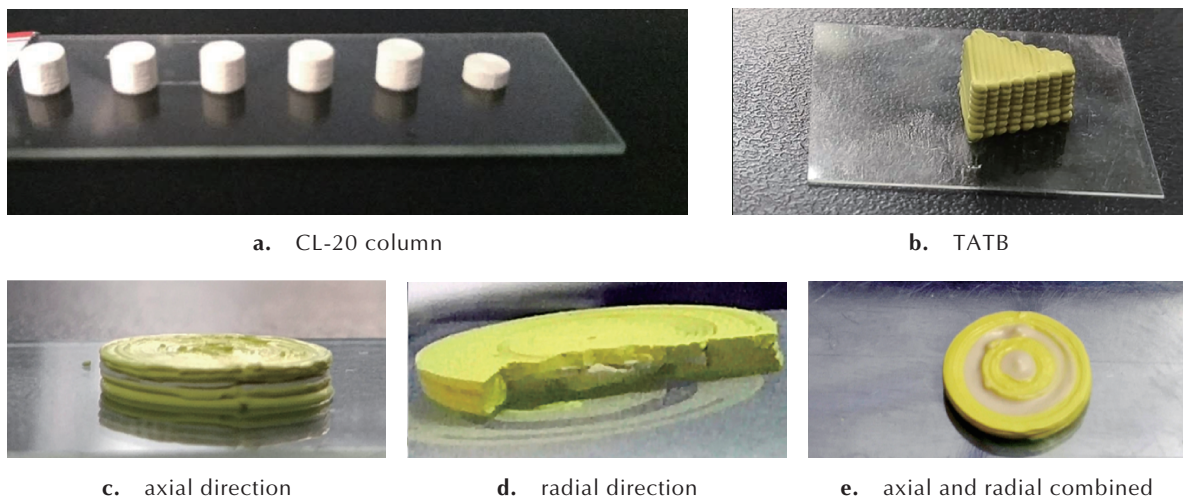 a. CL-20 column
b. TATB
c. axial direction
d. radial direction
e. axial and radial combined